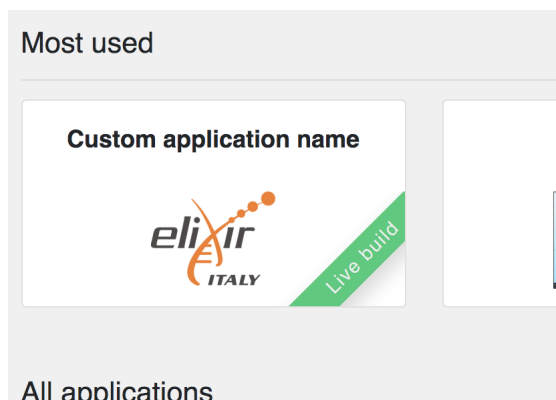 Most used
Custom application name
elixir
ITALY
Live build
All applications